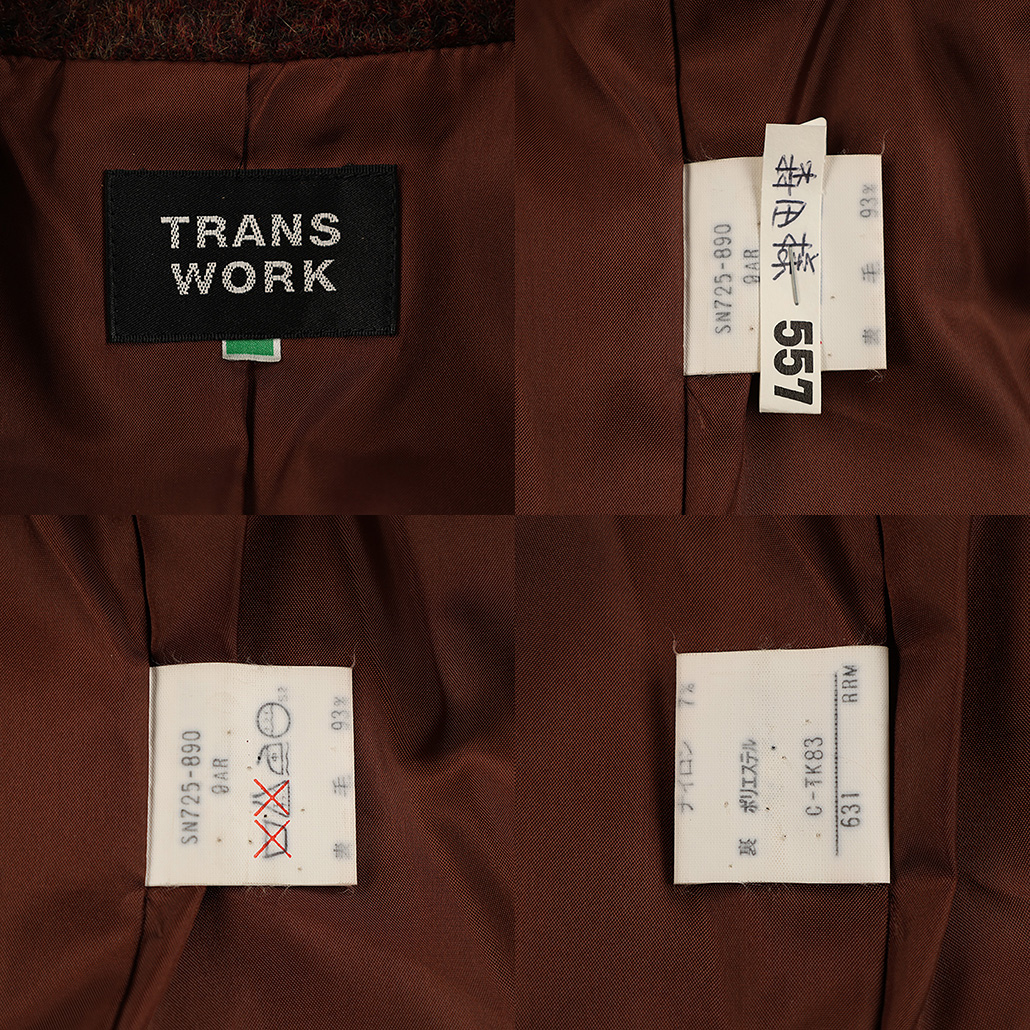 TRANS
WORK
SN725-890
9AR
557
表 毛 93%
SN725-890
9AR
表 毛 93%
ナイロン 7%
裏 ポリエステル
631 RRM